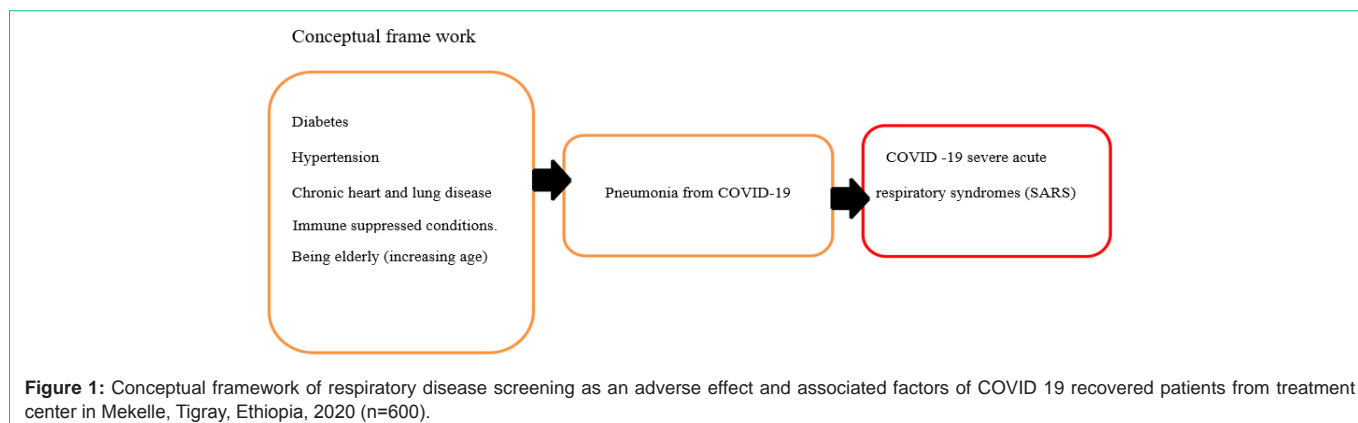 Conceptual frame work
Diabetes
Hypertension
Chronic heart and lung disease
Immune suppressed conditions.
Being elderly (increasing age)
Pneumonia from COVID-19
COVID -19 severe acute
respiratory syndromes (SARS)
Figure 1: Conceptual framework of respiratory disease screening as an adverse effect and associated factors of COVID 19 recovered patients from treatment
center in Mekelle, Tigray, Ethiopia, 2020 (n=600).